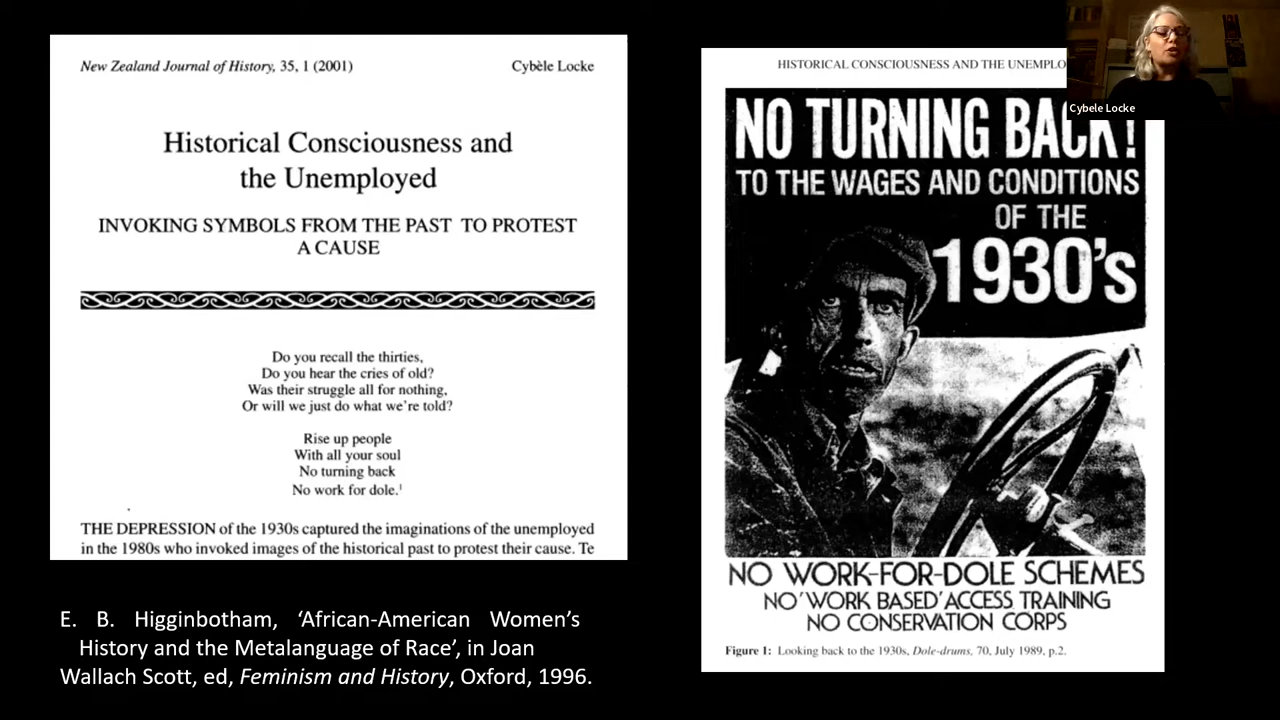 New Zealand Journal of History, 35, 1 (2001) Cybèle Locke
Historical Consciousness and
the Unemployed
INVOKING SYMBOLS FROM THE PAST TO PROTEST
A CAUSE
Do you recall the thirties,
Do you hear the cries of old?
Was their struggle all for nothing,
Or will we just do what we're told?
Rise up people
With all your soul
No turning back
No work for dole.¹
THE DEPRESSION of the 1930s captured the imaginations of the unemployed
in the 1980s who invoked images of the historical past to protest their cause. Te
E. B. Higginbotham, ‘African-American Women’s
History and the Metalanguage of Race’, in Joan
Wallach Scott, ed, Feminism and History, Oxford, 1996.
HISTORICAL CONSCIOUSNESS AND THE UNEMPLO
NO TURNING BACK!
TO THE WAGES AND CONDITIONS
OF THE
1930's
NO WORK-FOR-DOLE SCHEMES
NO 'WORK BASED' ACCESS TRAINING
NO CONSERVATION CORPS
Figure 1: Looking back to the 1930s, Dole-drums, 70, July 1989, p.2.
Cybele Locke